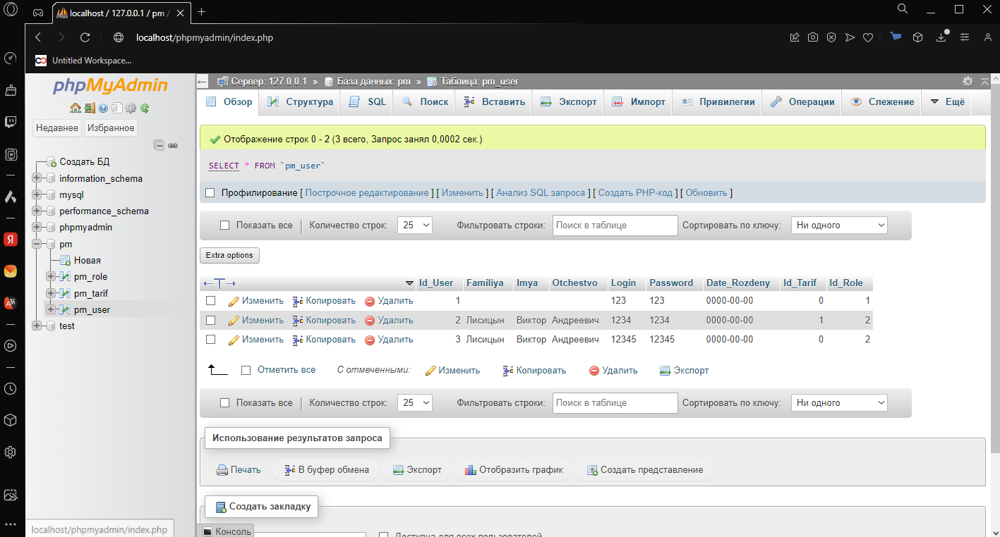 localhost / 127.0.0.1 / pm /
localhost/phpmyadmin/index.php
Untitled Workspace...
phpMyAdmin
Недавнее Избранное
Создать БД
information_schema
mysql
performance_schema
phpmyadmin
pm
Новая
pm_role
pm_tarif
pm_user
test
localhost/phpmyadmin/index.php
Сервер: 127.0.0.1 » База данных: pm » Таблица: pm_user
Обзор Структура SQL Поиск Вставить Экспорт Импорт Привилегии Операции Слежение Ещё
Отображение строк 0 - 2 (3 всего, Запрос занял 0,0002 сек.)
SELECT * FROM `pm_user`
Профилирование [ Построчное редактирование ] [ Изменить ] [ Анализ SQL запроса ] [ Создать PHP-код ] [ Обновить ]
Показать все Количество строк: 25 Фильтровать строки: Поиск в таблице Сортировать по ключу: Ни одного
Extra options
←T→ Id_User Familiya Imya Otchestvo Login Password Date_Rozdeny Id_Tarif Id_Role
Изменить Копировать Удалить 1 123 123 0000-00-00 0 1
Изменить Копировать Удалить 2 Лисицын Виктор Андреевич 1234 1234 0000-00-00 1 2
Изменить Копировать Удалить 3 Лисицын Виктор Андреевич 12345 12345 0000-00-00 0 2
Отметить все С отмеченными: Изменить Копировать Удалить Экспорт
Показать все Количество строк: 25 Фильтровать строки: Поиск в таблице Сортировать по ключу: Ни одного
Использование результатов запроса
Печать В буфер обмена Экспорт Отобразить график Создать представление
Создать закладку
Консоль Доступна для всех пользователей